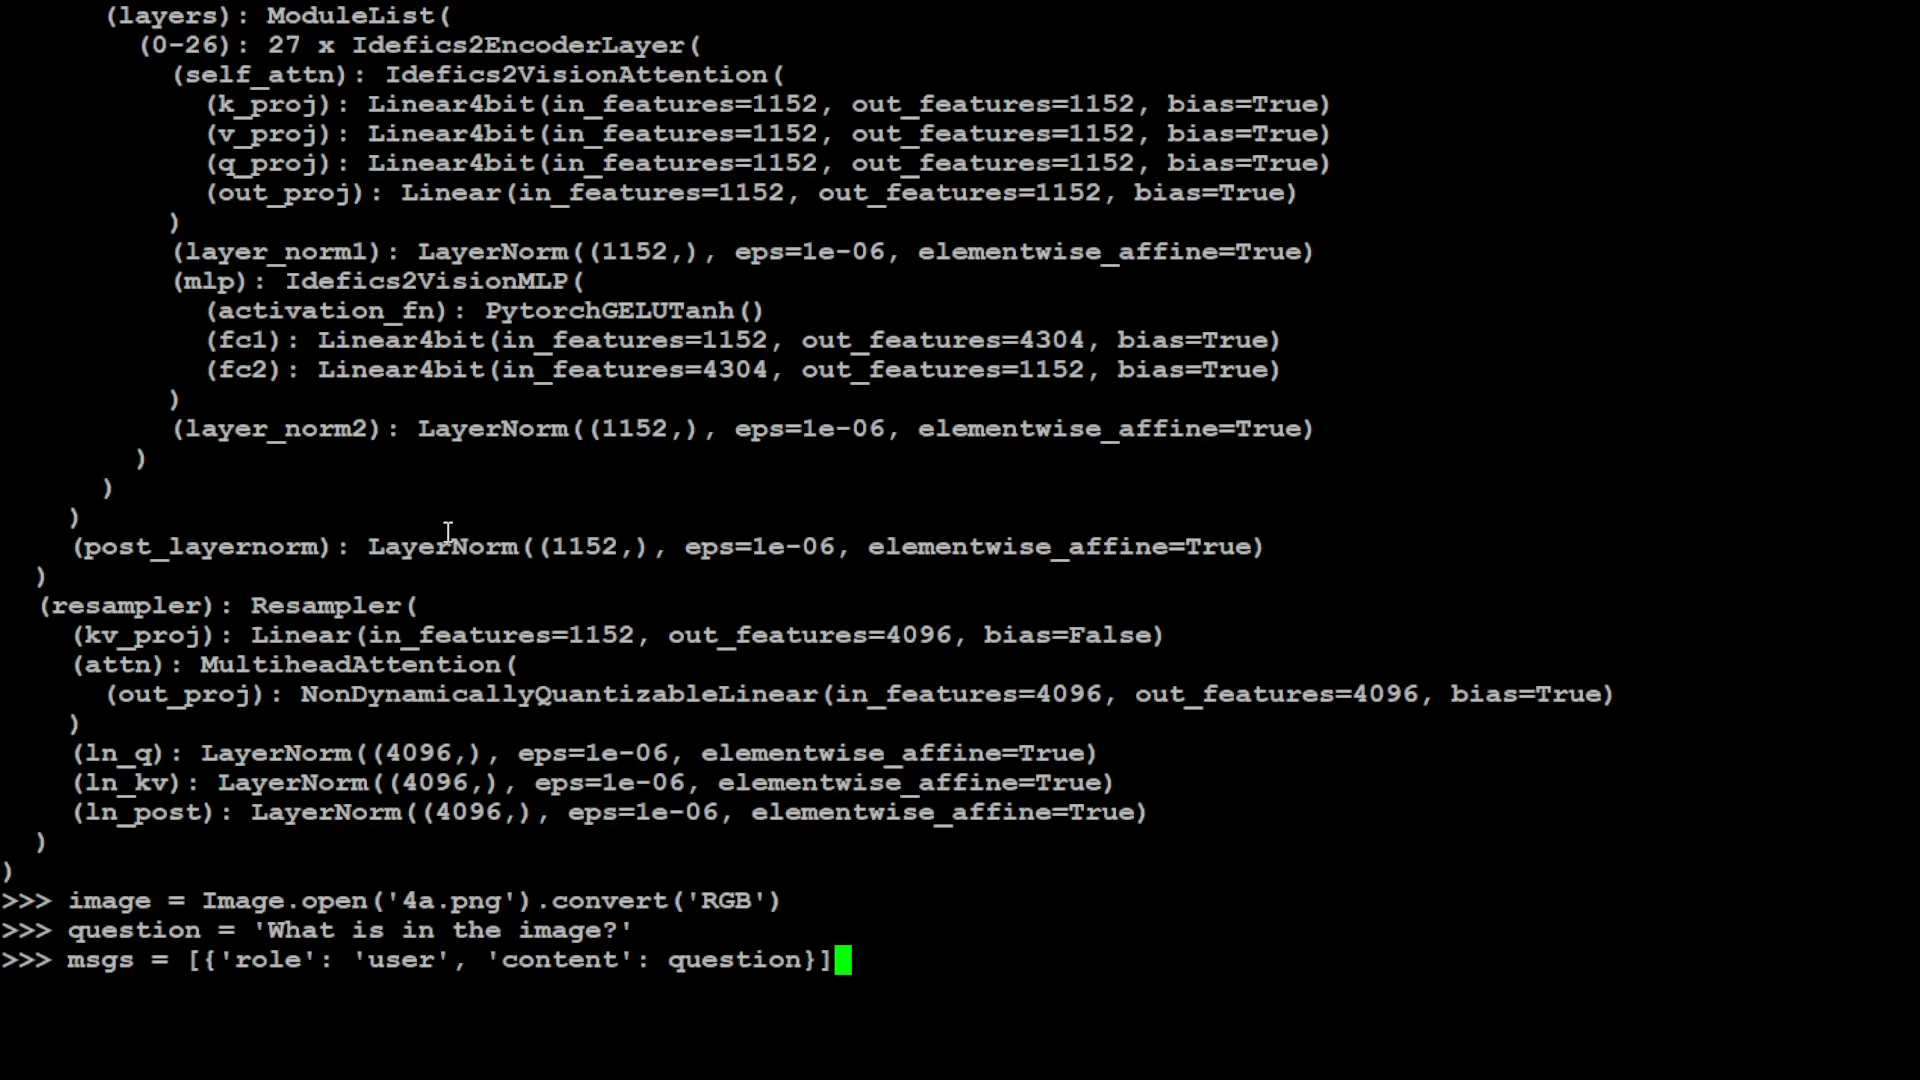 (layers): ModuleList(
(0-26): 27 x Idefics2EncoderLayer(
(self_attn): Idefics2VisionAttention(
(k_proj): Linear4bit(in_features=1152, out_features=1152, bias=True)
(v_proj): Linear4bit(in_features=1152, out_features=1152, bias=True)
(q_proj): Linear4bit(in_features=1152, out_features=1152, bias=True)
(out_proj): Linear(in_features=1152, out_features=1152, bias=True)
)
(layer_norm1): LayerNorm((1152,), eps=1e-06, elementwise_affine=True)
(mlp): Idefics2VisionMLP(
(activation_fn): PytorchGELUTanh()
(fc1): Linear4bit(in_features=1152, out_features=4304, bias=True)
(fc2): Linear4bit(in_features=4304, out_features=1152, bias=True)
)
(layer_norm2): LayerNorm((1152,), eps=1e-06, elementwise_affine=True)
)
)
)
(post_layernorm): LayerNorm((1152,), eps=1e-06, elementwise_affine=True)
)
(resampler): Resampler(
(kv_proj): Linear(in_features=1152, out_features=4096, bias=False)
(attn): MultiheadAttention(
(out_proj): NonDynamicallyQuantizableLinear(in_features=4096, out_features=4096, bias=True)
)
(ln_q): LayerNorm((4096,), eps=1e-06, elementwise_affine=True)
(ln_kv): LayerNorm((4096,), eps=1e-06, elementwise_affine=True)
(ln_post): LayerNorm((4096,), eps=1e-06, elementwise_affine=True)
)
)
>>> image = Image.open('4a.png').convert('RGB')
>>> question = 'What is in the image?'
>>> msgs = [{'role': 'user', 'content': question}]